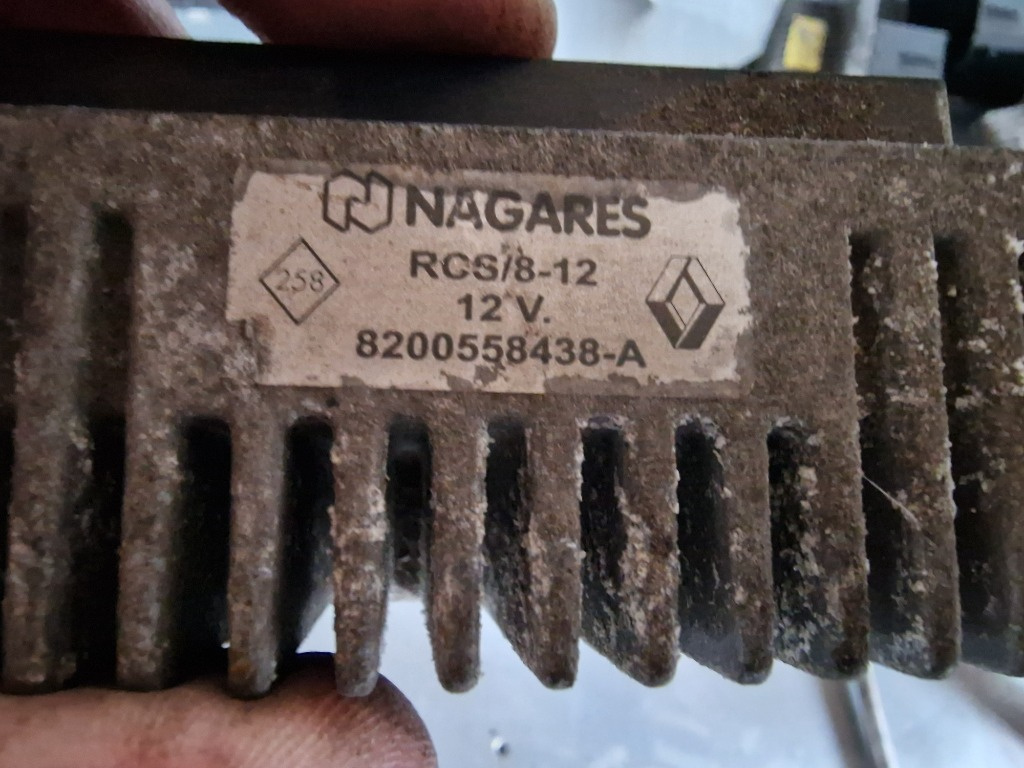 NAGARES
258
RCS/8-12
12 V.
8200558438-A